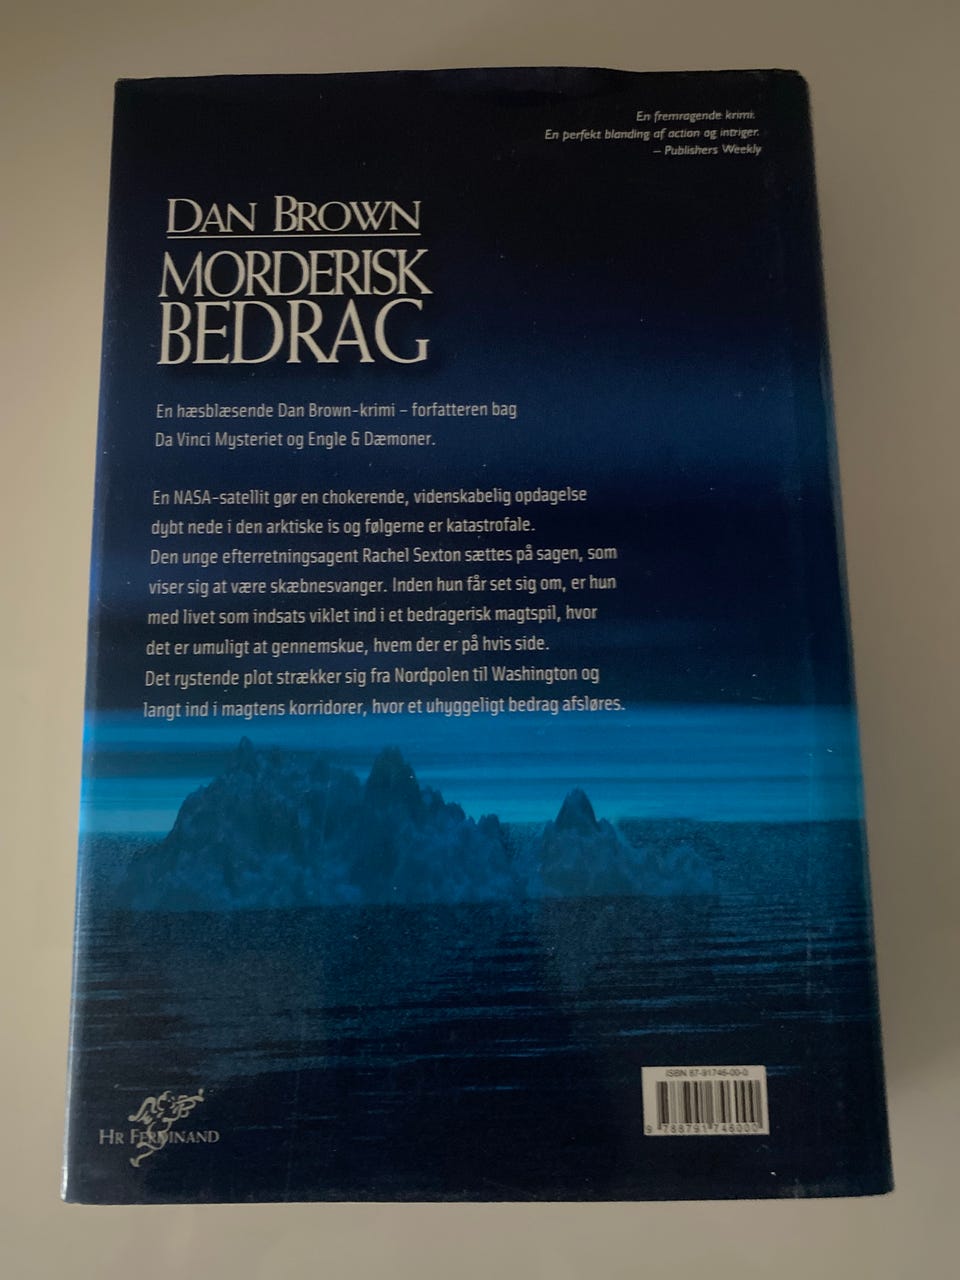 En fremragende krimi.
En perfekt blanding af action og intriger.
– Publishers Weekly
DAN BROWN
MORDERISK
BEDRAG
En hæsblæsende Dan Brown-krimi – forfatteren bag
Da Vinci Mysteriet og Engle & Dæmoner.
En NASA-satellit gør en chokerende, videnskabelig opdagelse
dybt nede i den arktiske is og følgerne er katastrofale.
Den unge efterretningsagent Rachel Sexton sættes på sagen, som
viser sig at være skæbnesvanger. Inden hun får set sig om, er hun
med livet som indsats viklet ind i et bedragerisk magtspil, hvor
det er umuligt at gennemskue, hvem der er på hvis side.
Det rystende plot strækker sig fra Nordpolen til Washington og
langt ind i magtens korridorer, hvor et uhyggeligt bedrag afsløres.
ISBN 87-91746-00-0
9 788791 746000
HR FERDINAND